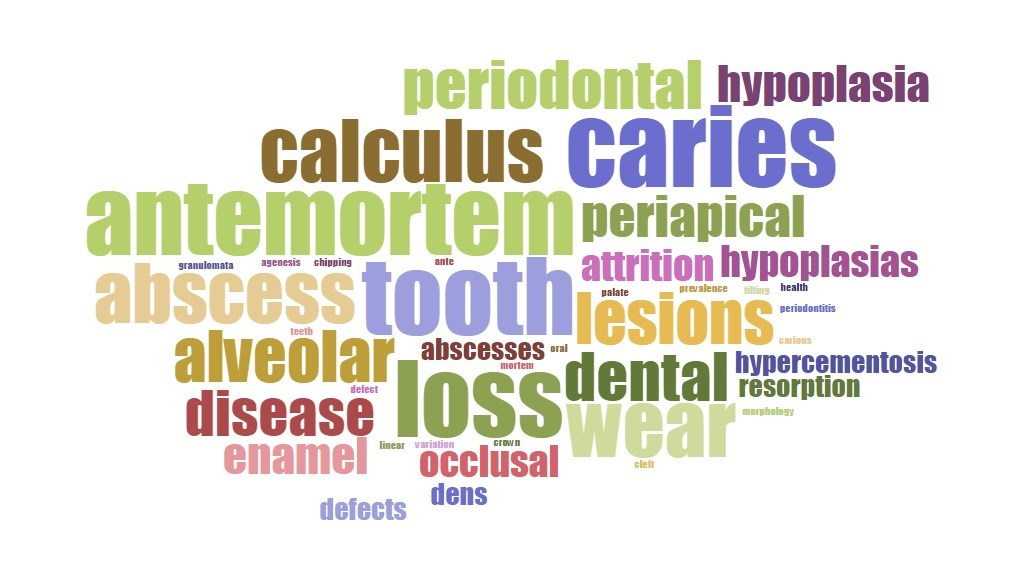 periodontal hypoplasia
calculus caries
antemortem periapical
granulomata agenesis chipping ante attrition hypoplasias
abscess tooth lesions palate prevalence tilting health
periodontitis
teeth carious
alveolar abscesses oral
mortem dental hypercementosis
defect loss resorption
disease wear morphology
enamel linear variation crown
occlusal cleft
dens
defects